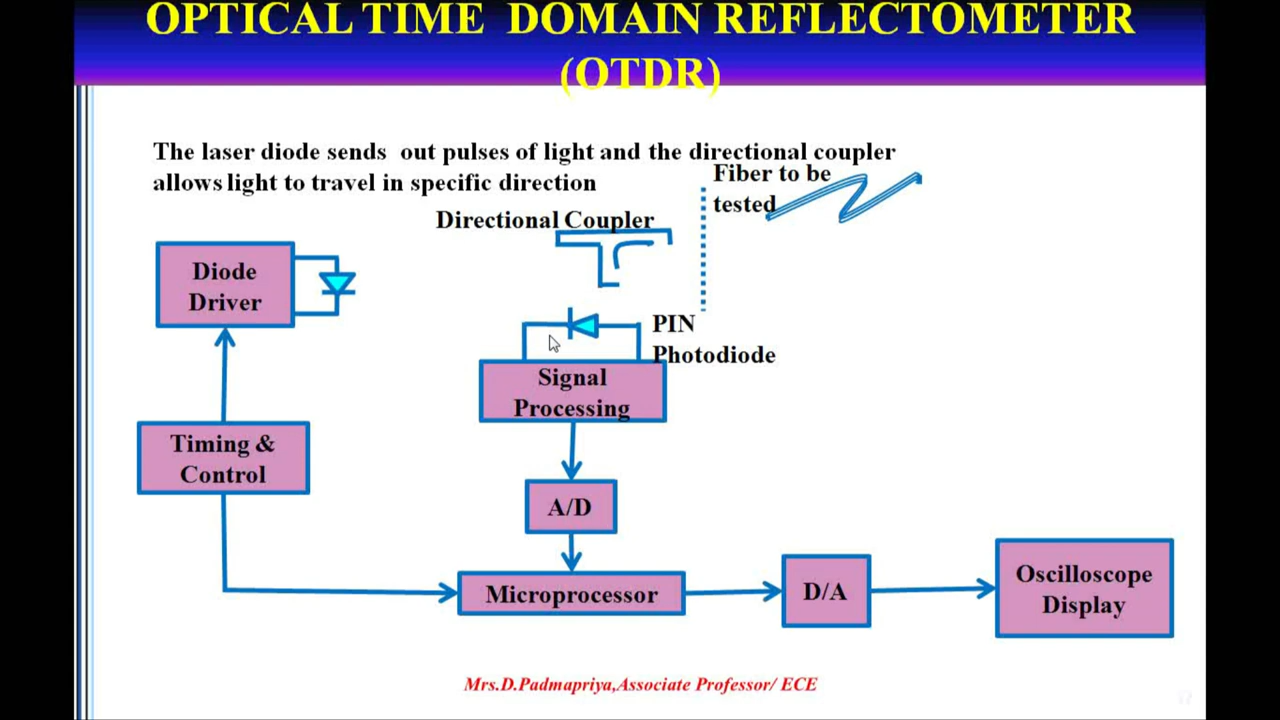 OPTICAL TIME DOMAIN REFLECTOMETER
(OTDR)
The laser diode sends out pulses of light and the directional coupler
allows light to travel in specific direction
Fiber to be
tested
Directional Coupler
Diode
Driver
PIN
Photodiode
Signal
Processing
Timing &
Control
A/D
Microprocessor
D/A
Oscilloscope
Display
Mrs.D.Padmapriya,Associate Professor/ ECE